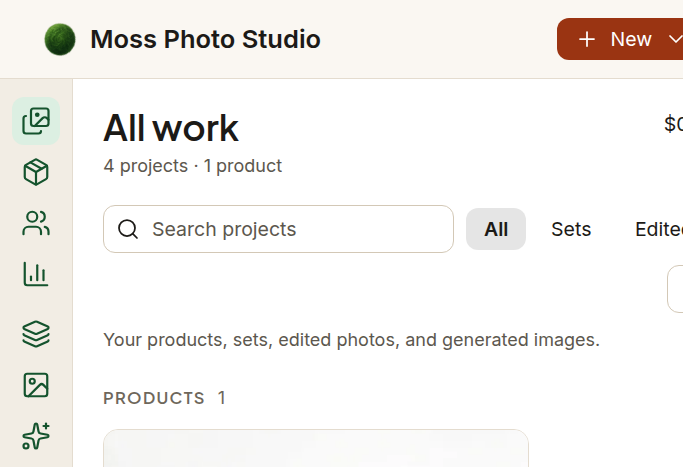 Moss Photo Studio
New
All work
4 projects · 1 product
Search projects
All
Sets
Your products, sets, edited photos, and generated images.
PRODUCTS 1